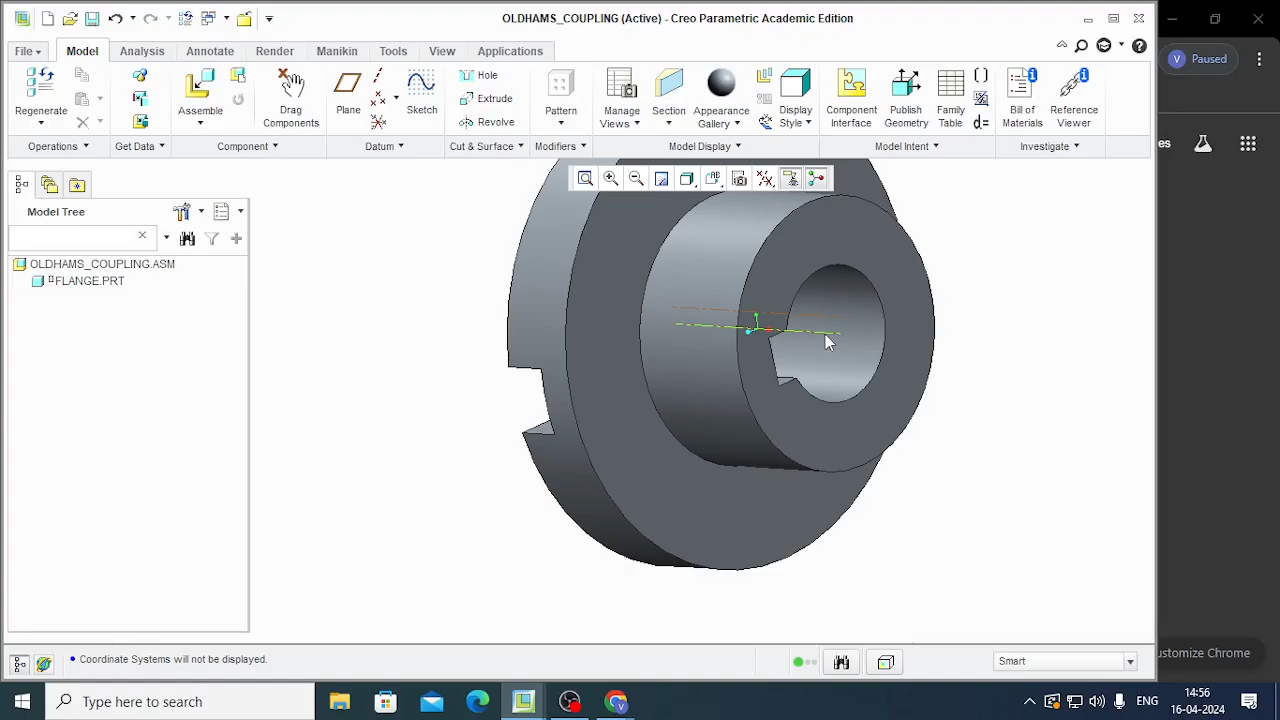 OLDHAMS_COUPLING (Active) - Creo Parametric Academic Edition
File Model Analysis Annotate Render Manikin Tools View Applications
V Paused
Regenerate Assemble Drag Components Plane Sketch Hole Extrude Revolve Pattern Manage Views Section Appearance Gallery Display Style Component Interface Publish Geometry Family Table Bill of Materials Reference Viewer
Operations Get Data Component Datum Cut & Surface Modifiers Model Display Model Intent Investigate
es
Model Tree
OLDHAMS_COUPLING.ASM
FLANGE.PRT
Coordinate Systems will not be displayed.
Smart
ustomize Chrome
Type here to search
ENG
14:56
16-04-2024